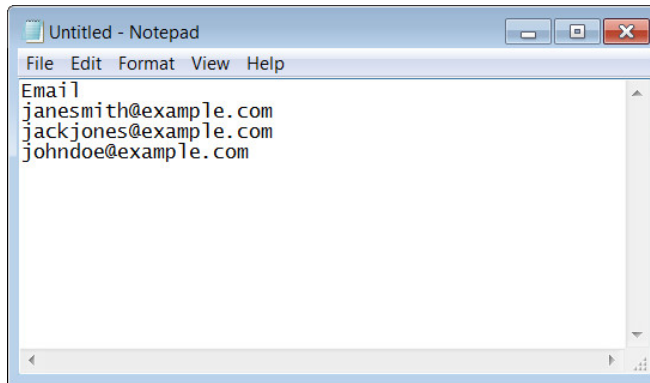 Untitled - Notepad
File Edit Format View Help
Email
janesmith@example.com
jackjones@example.com
johndoe@example.com